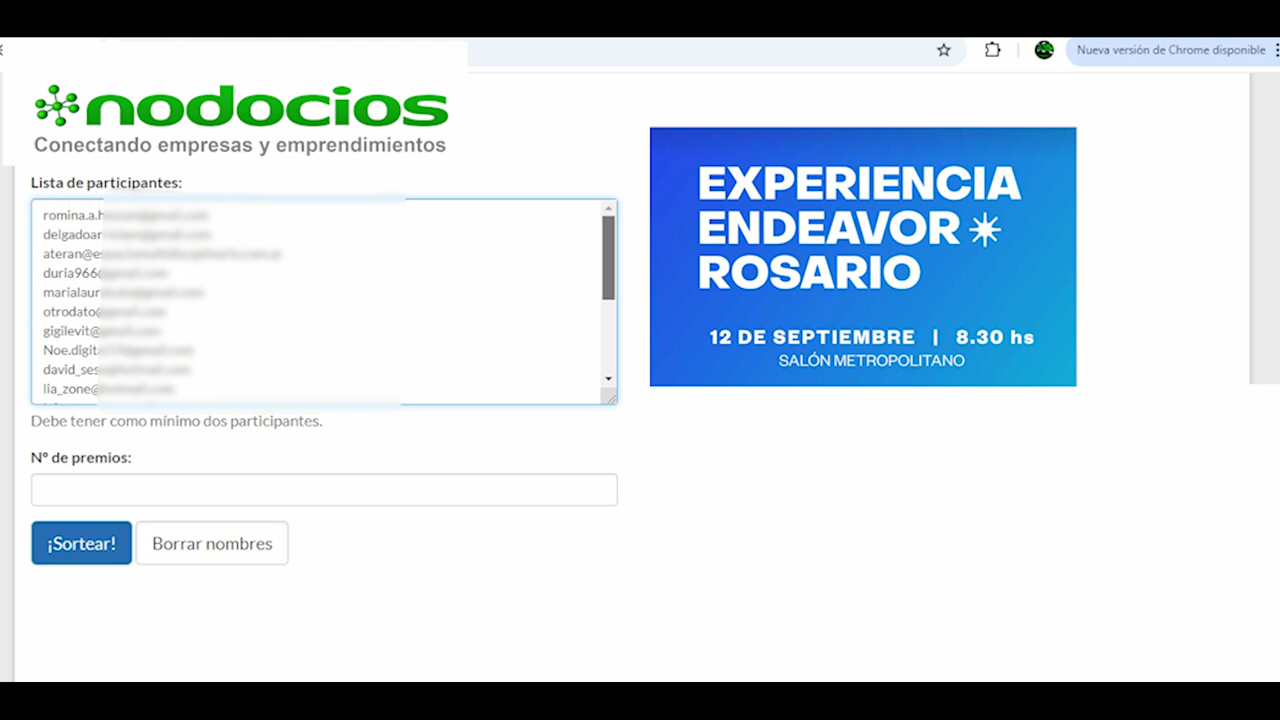 Nueva versión de Chrome disponible
nodocios
Conectando empresas y emprendimientos
Lista de participantes:
romina.a.h
delgadoar
ateran@e
duria966
marialaur
otrodato@
gigilevit@
Noe.digit
david_ses
lia_zone@
Debe tener como mínimo dos participantes.
Nº de premios:
¡Sortear!
Borrar nombres
EXPERIENCIA
ENDEAVOR
ROSARIO
12 DE SEPTIEMBRE | 8.30 hs
SALÓN METROPOLITANO